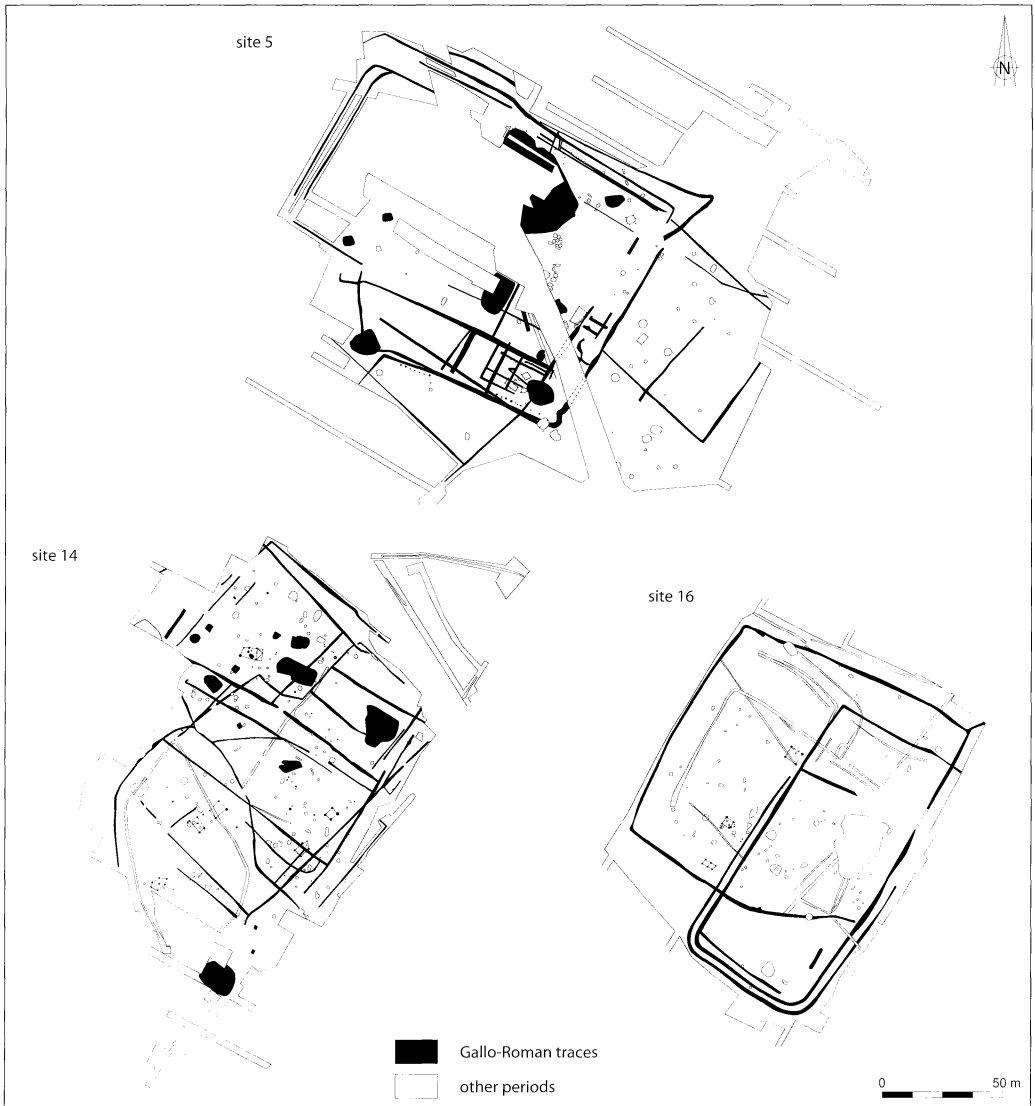 site 5
N
site 14
site 16
Gallo-Roman traces
other periods
0 50 m